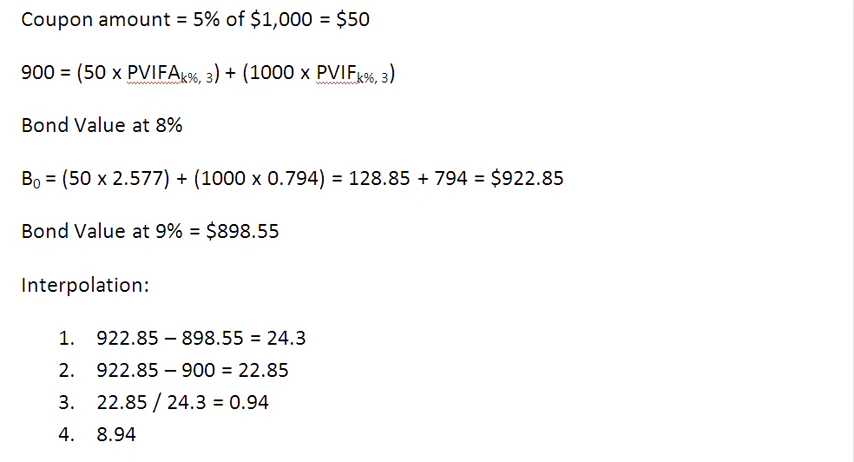 Coupon amount = 5% of $1,000 = $50
900 = (50 x PVIFAk%, 3) + (1000 x PVIFk%, 3)
Bond Value at 8%
B0 = (50 x 2.577) + (1000 x 0.794) = 128.85 + 794 = $922.85
Bond Value at 9% = $898.55
Interpolation:
1. 922.85 – 898.55 = 24.3
2. 922.85 – 900 = 22.85
3. 22.85 / 24.3 = 0.94
4. 8.94